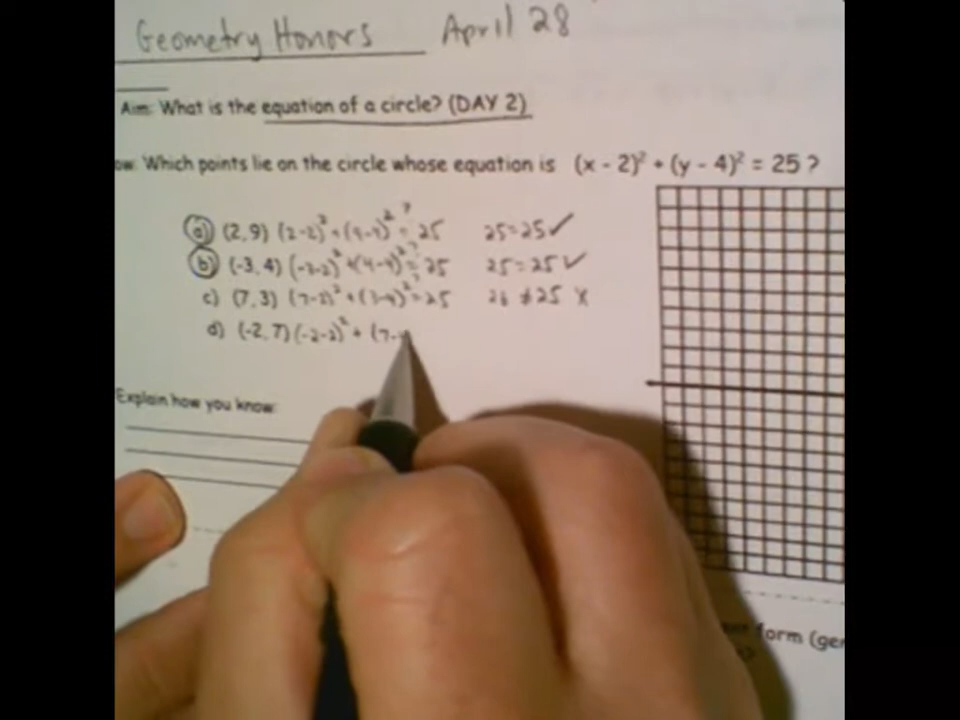 Geometry Honors April 28
Aim: What is the equation of a circle? (DAY 2)
ow: Which points lie on the circle whose equation is (x - 2)² + (y - 4)² = 25 ?
a) (2,9) (2-2)² + (9-4)² ?= 25 25=25 ✓
b) (-3,4) (-3-2)² + (4-4)² ?= 25 25=25 ✓
c) (7,3) (7-2)² + (3-4)² ?= 25 26 ≠ 25 x
d) (-2,7) (-2-2)² + (7-
Explain how you know:
form (ger